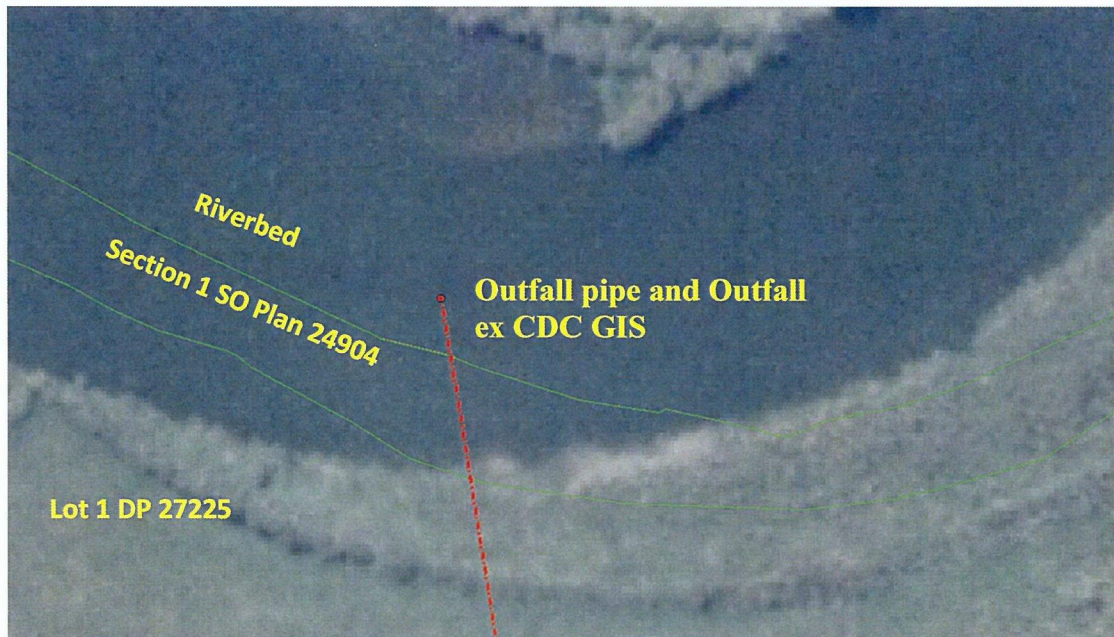 Riverbed
Section 1 SO Plan 24904
Outfall pipe and Outfall
ex CDC GIS
Lot 1 DP 27225